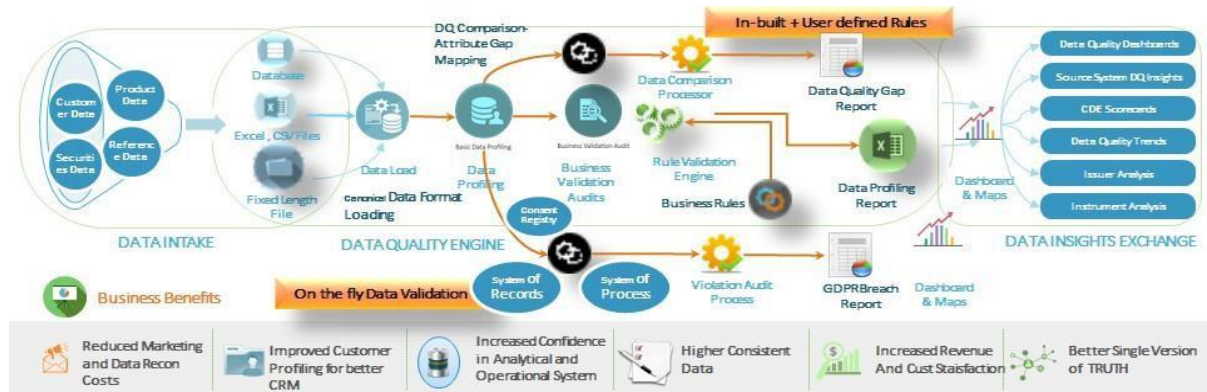 In-built + User defined Rules
DQ Comparison-
Attribute Gap
Mapping
Custom
er Data
Product
Data
Securiti
es Data
Referenc
e Data
Database
Excel , CSV Files
Fixed Length
File
Data Load
Canonical Data Format
Loading
Basic Data Profiling
Data
Profiling
Business Validation Audit
Business
Validation
Audits
Data Comparison
Processor
Rule Validation
Engine
Business Rules
Data Quality Gap
Report
Data Profiling
Report
Dashboard
& Maps
Data Quality Dashboards
Source System DQ Insights
CDE Scorecards
Data Quality Trends
Issuer Analysis
Instrument Analysis
DATA INTAKE
DATA QUALITY ENGINE
DATA INSIGHTS EXCHANGE
Consent
Registry
System of
Records
System of
Process
Violation Audit
Process
GDPRBreach
Report
Dashboard
& Maps
Business Benefits
On the fly Data Validation
Reduced Marketing
and Data Recon
Costs
Improved Customer
Profiling for better
CRM
Increased Confidence
in Analytical and
Operational System
Higher Consistent
Data
Increased Revenue
And Cust Staisfaction
Better Single Version
of TRUTH